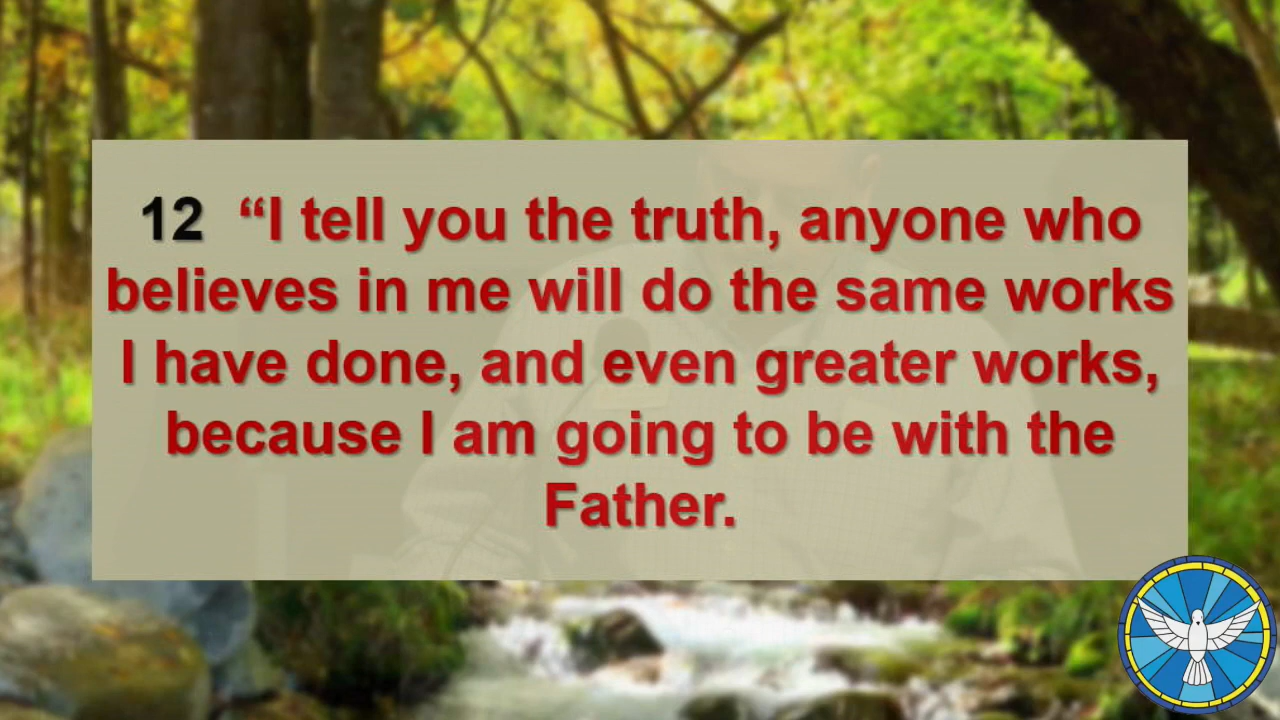 12 “I tell you the truth, anyone who
believes in me will do the same works
I have done, and even greater works,
because I am going to be with the
Father.